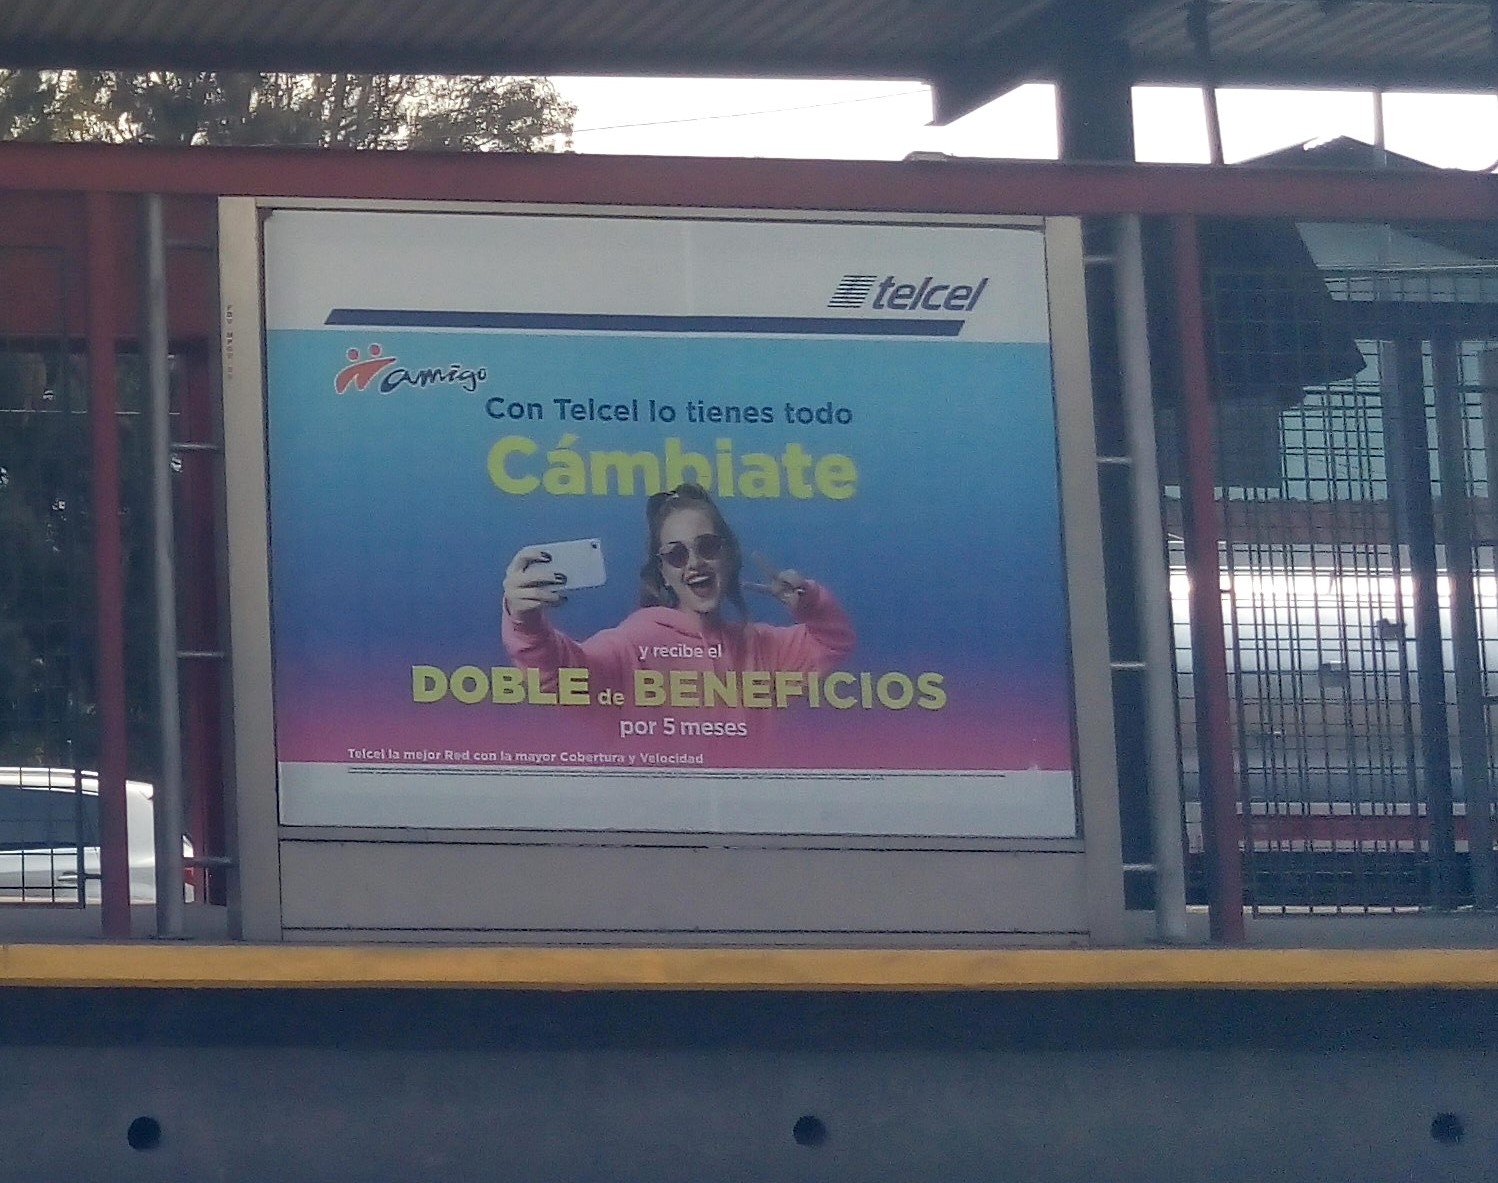 telcel
amigo
Con Telcel lo tienes todo
Cámbiate
y recibe el
DOBLE de BENEFICIOS
por 5 meses
Telcel la mejor Red con la mayor Cobertura y Velocidad